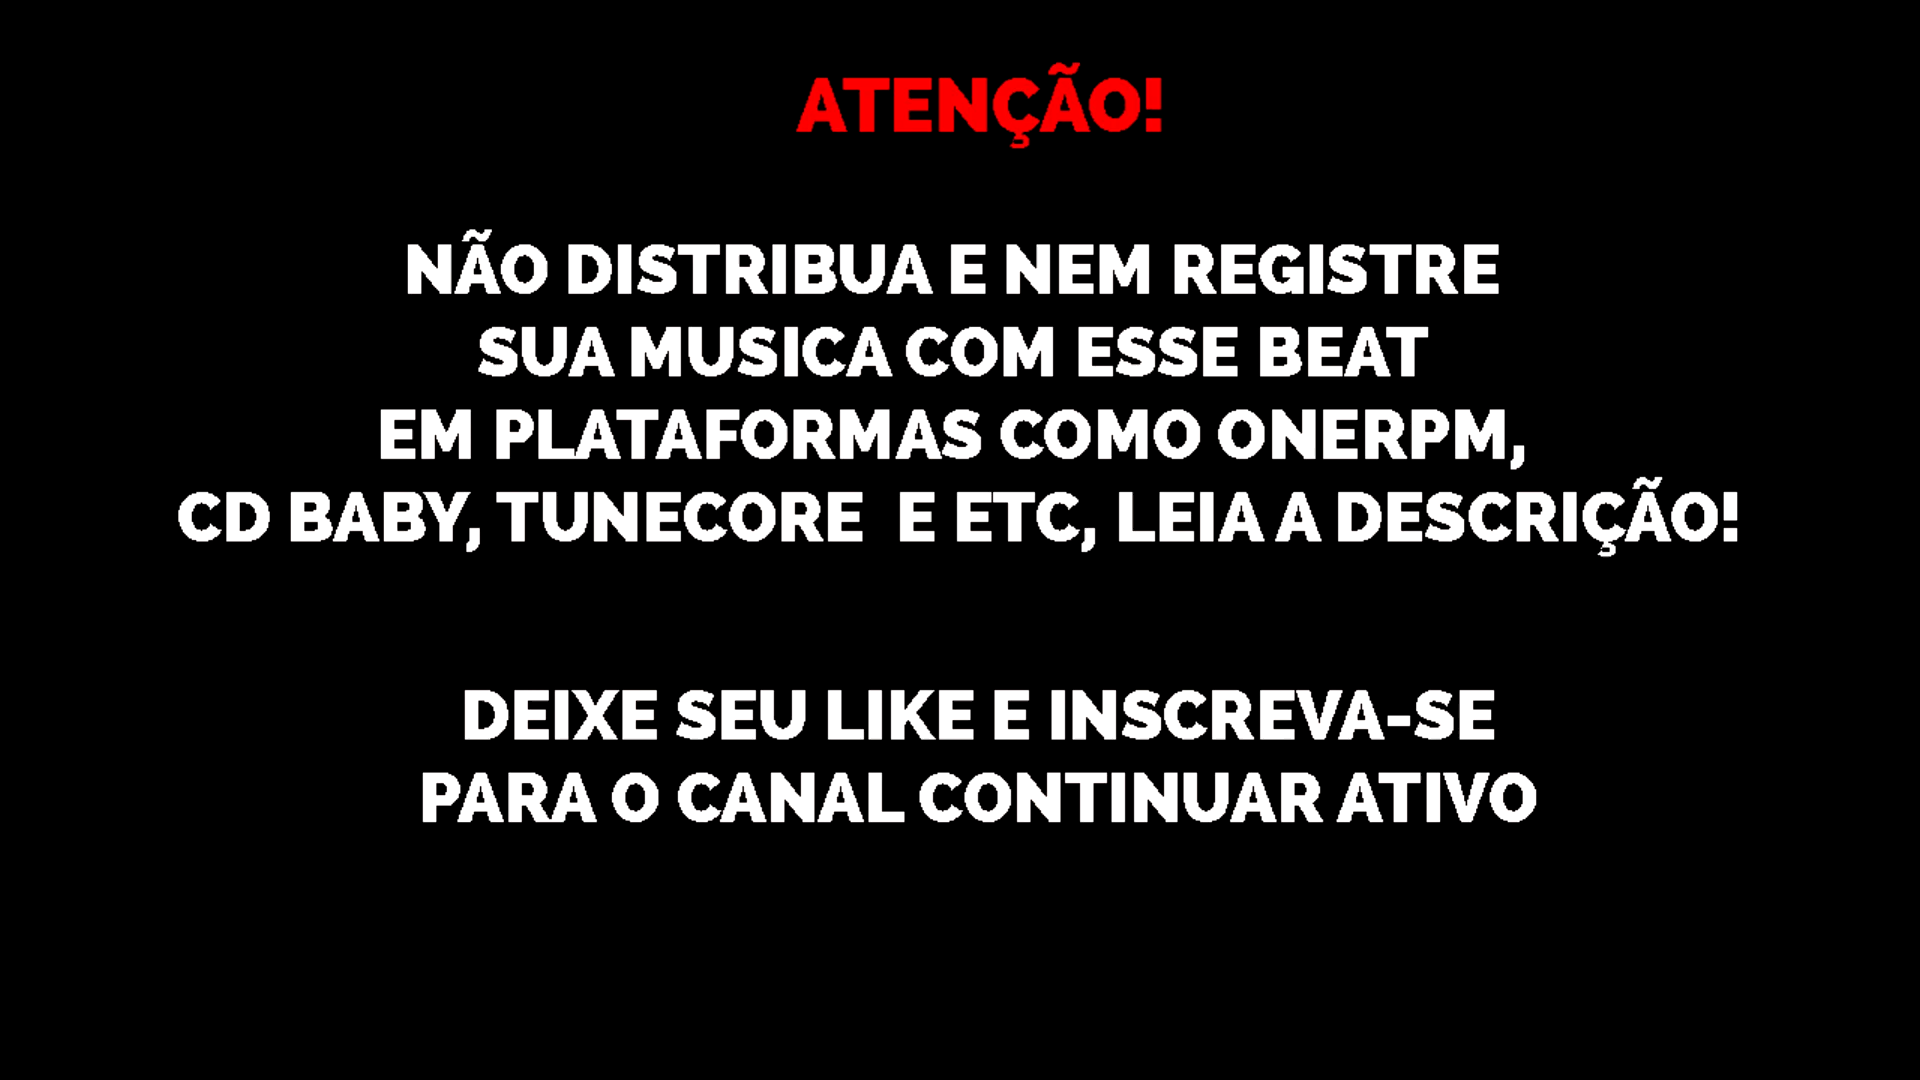 ATENÇÃO!
NÃO DISTRIBUA E NEM REGISTRE
SUA MUSICA COM ESSE BEAT
EM PLATAFORMAS COMO ONERPM,
CD BABY, TUNECORE  E ETC, LEIA A DESCRIÇÃO!
DEIXE SEU LIKE E INSCREVA-SE
PARA O CANAL CONTINUAR ATIVO